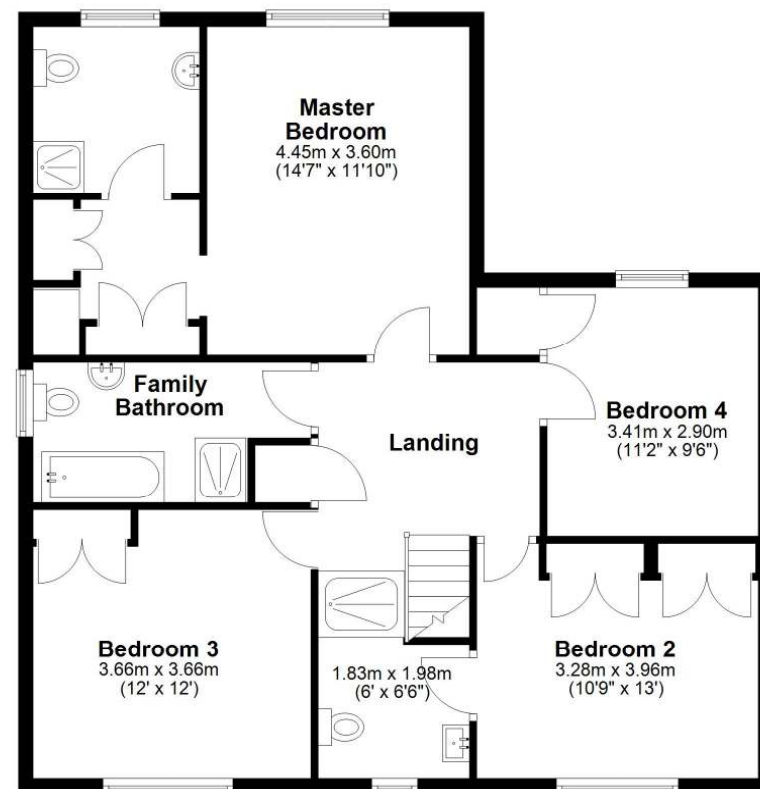 Master
Bedroom
4.45m x 3.60m
(14'7" x 11'10")
Family
Bathroom
Landing
Bedroom 4
3.41m x 2.90m
(11'2" x 9'6")
Bedroom 3
3.66m x 3.66m
(12' x 12')
1.83m x 1.98m
(6' x 6'6")
Bedroom 2
3.28m x 3.96m
(10'9" x 13')